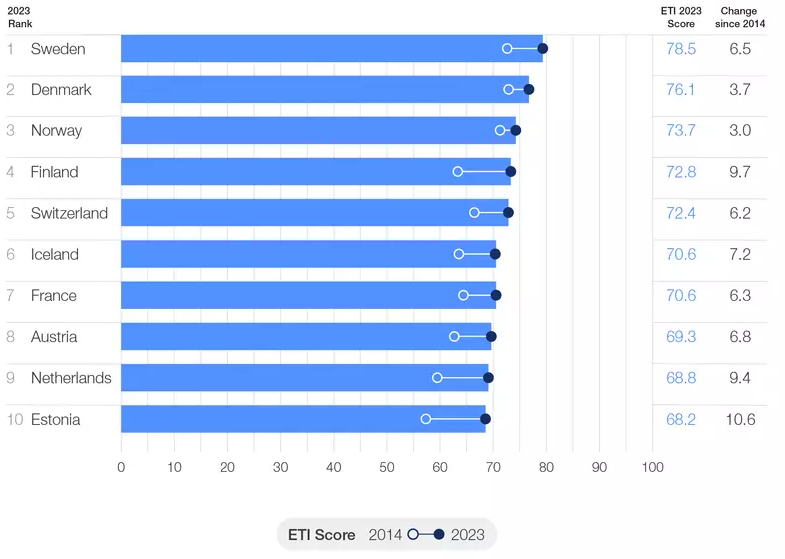 2023
Rank
ETI 2023
Score
Change
since 2014
1 Sweden 78.5 6.5
2 Denmark 76.1 3.7
3 Norway 73.7 3.0
4 Finland 72.8 9.7
5 Switzerland 72.4 6.2
6 Iceland 70.6 7.2
7 France 70.6 6.3
8 Austria 69.3 6.8
9 Netherlands 68.8 9.4
10 Estonia 68.2 10.6
0 10 20 30 40 50 60 70 80 90 100
ETI Score 2014 2023